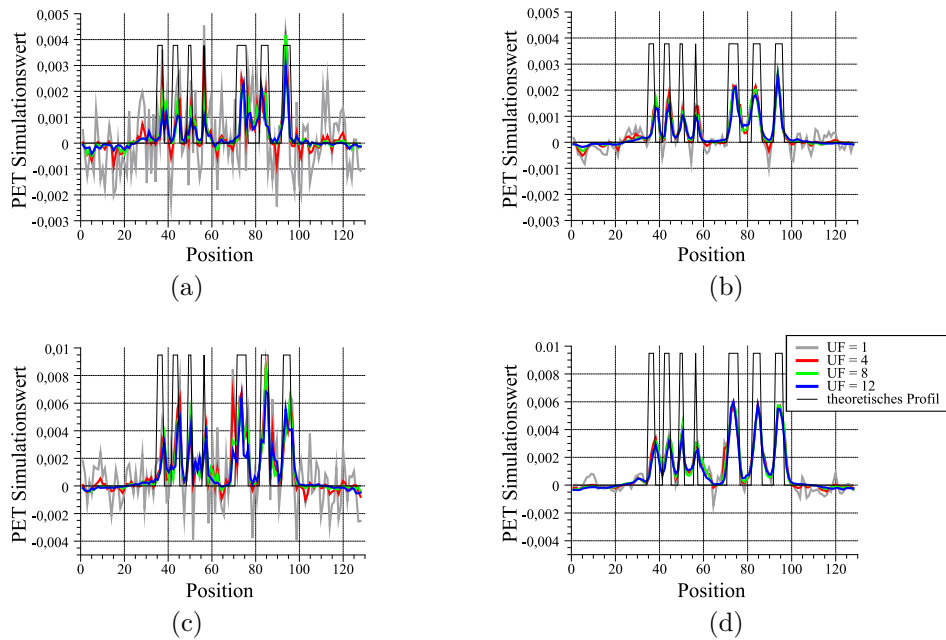 0,005
0,004
0,003
0,002
0,001
0
-0,001
-0,002
-0,003
0 20 40 60 80 100 120
PET Simulationswert
Position
(a)
0,005
0,004
0,003
0,002
0,001
0
-0,001
-0,002
-0,003
0 20 40 60 80 100 120
PET Simulationswert
Position
(b)
0,01
0,008
0,006
0,004
0,002
0
-0,002
-0,004
0 20 40 60 80 100 120
PET Simulationswert
Position
(c)
0.01
0,008
0,006
0,004
0,002
0
-0,002
-0,004
0 20 40 60 80 100 120
PET Simulationswert
Position
UF = 1
UF = 4
UF = 8
UF = 12
theoretisches Profil
(d)